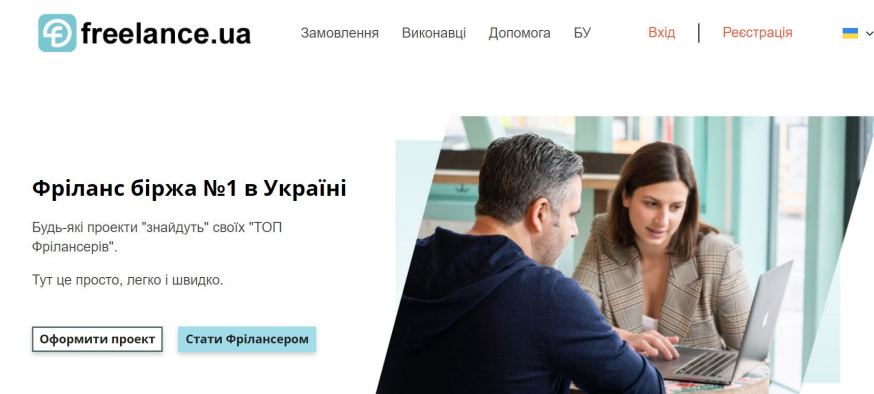 freelance.ua
Замовлення Виконавці Допомога БУ Вхід | Реєстрація
Фріланс біржа №1 в Україні
Будь-які проекти "знайдуть" своїх "ТОП
Фрілансерів".
Тут це просто, легко і швидко.
Оформити проект Стати Фрілансером